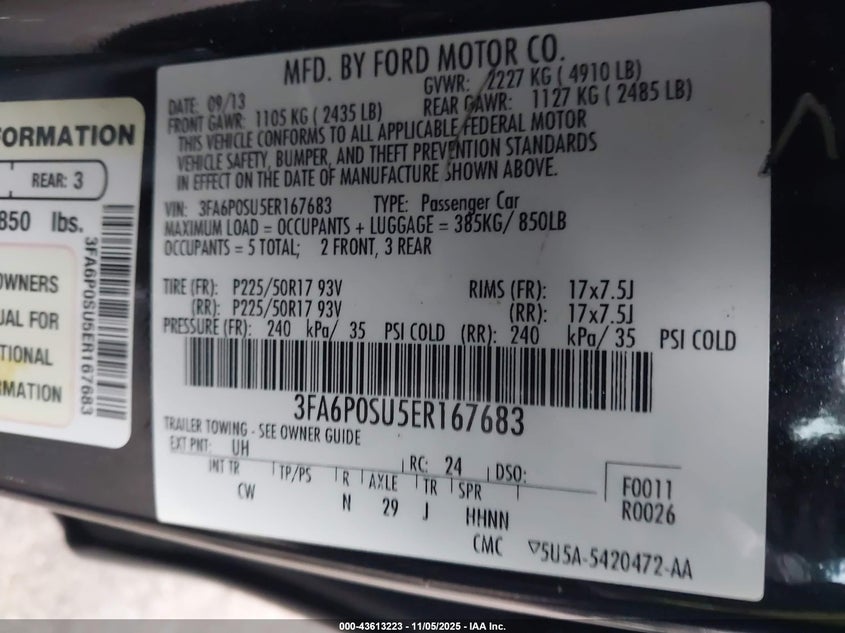 FORMATION
REAR: 3
850 lbs.
OWNERS
UAL FOR
TIONAL
RMATION
3FA6P0SU5ER167683
MFD. BY FORD MOTOR CO.
DATE: 09/13 GVWR: 2227 KG ( 4910 LB)
FRONT GAWR: 1105 KG ( 2435 LB) REAR GAWR: 1127 KG ( 2485 LB)
THIS VEHICLE CONFORMS TO ALL APPLICABLE FEDERAL MOTOR
VEHICLE SAFETY, BUMPER, AND THEFT PREVENTION STANDARDS
IN EFFECT ON THE DATE OF MANUFACTURE SHOWN ABOVE.
VIN: 3FA6P0SU5ER167683 TYPE: Passenger Car
MAXIMUM LOAD = OCCUPANTS + LUGGAGE = 385KG/ 850LB
OCCUPANTS = 5 TOTAL; 2 FRONT, 3 REAR
TIRE (FR): P225/50R17 93V RIMS (FR): 17x7.5J
(RR): P225/50R17 93V (RR): 17x7.5J
PRESSURE (FR): 240 kPa/ 35 PSI COLD (RR): 240 kPa/ 35 PSI COLD
3FA6P0SU5ER167683
TRAILER TOWING - SEE OWNER GUIDE
EXT PNT: UH RC: 24 DSO:
INT TR TP/PS R AXLE TR SPR
CW N 29 J HHNN
F0011
R0026
CMC ▽5U5A-5420472-AA
000-43613223 - 11/05/2025 - IAA Inc.